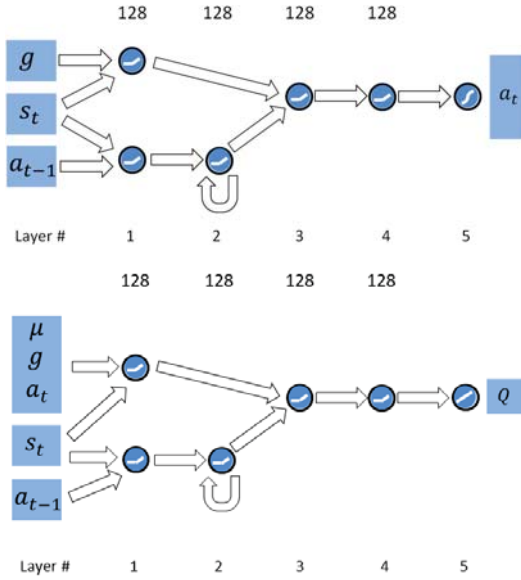 128 128 128 128
g
s_t
a_{t-1}
a_t
Layer # 1 2 3 4 5
128 128 128 128
μ
g
a_t
s_t
a_{t-1}
Q
Layer # 1 2 3 4 5